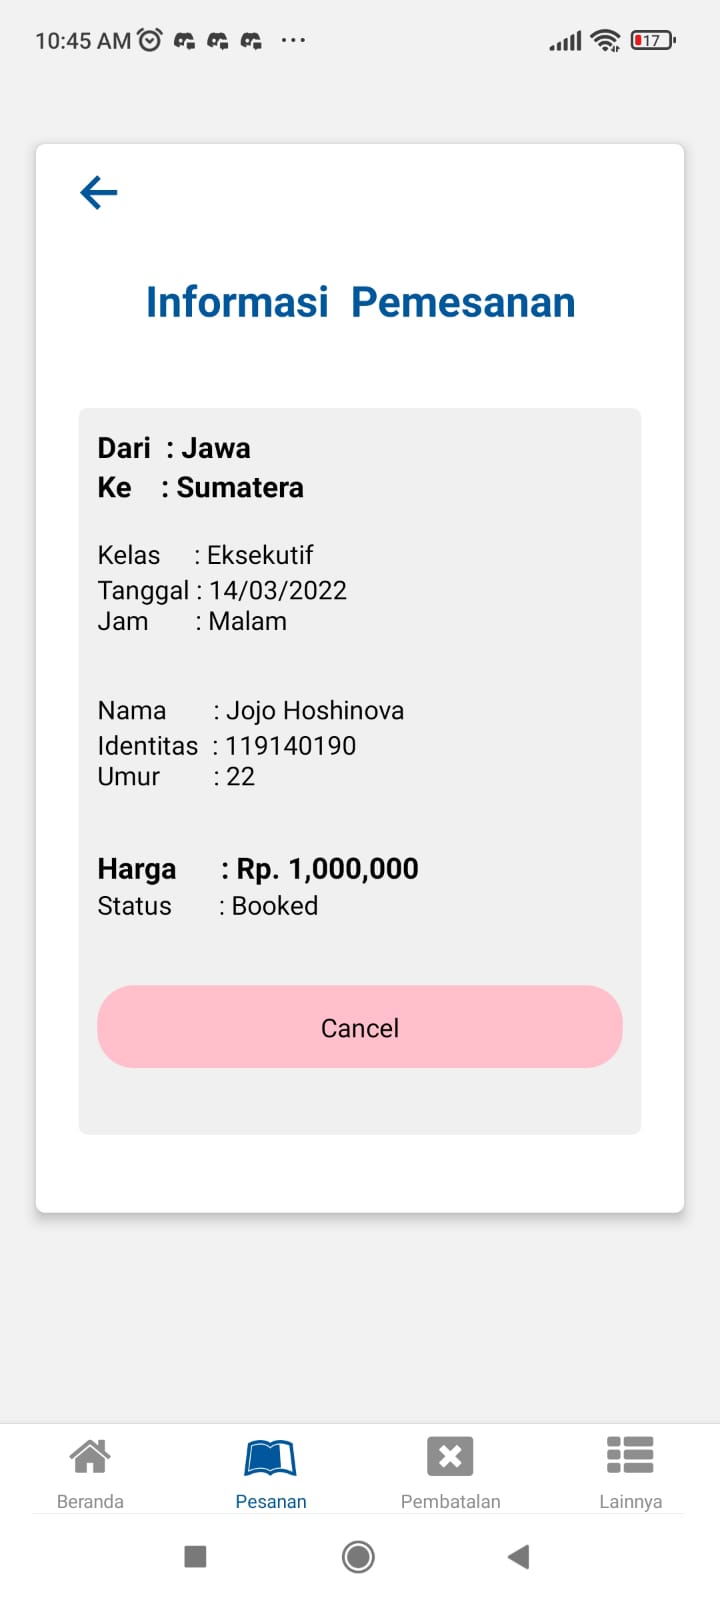 10:45 AM
17
Informasi Pemesanan
Dari : Jawa
Ke : Sumatera
Kelas : Eksekutif
Tanggal : 14/03/2022
Jam : Malam
Nama : Jojo Hoshinova
Identitas : 119140190
Umur : 22
Harga : Rp. 1,000,000
Status : Booked
Cancel
Beranda Pesanan Pembatalan Lainnya